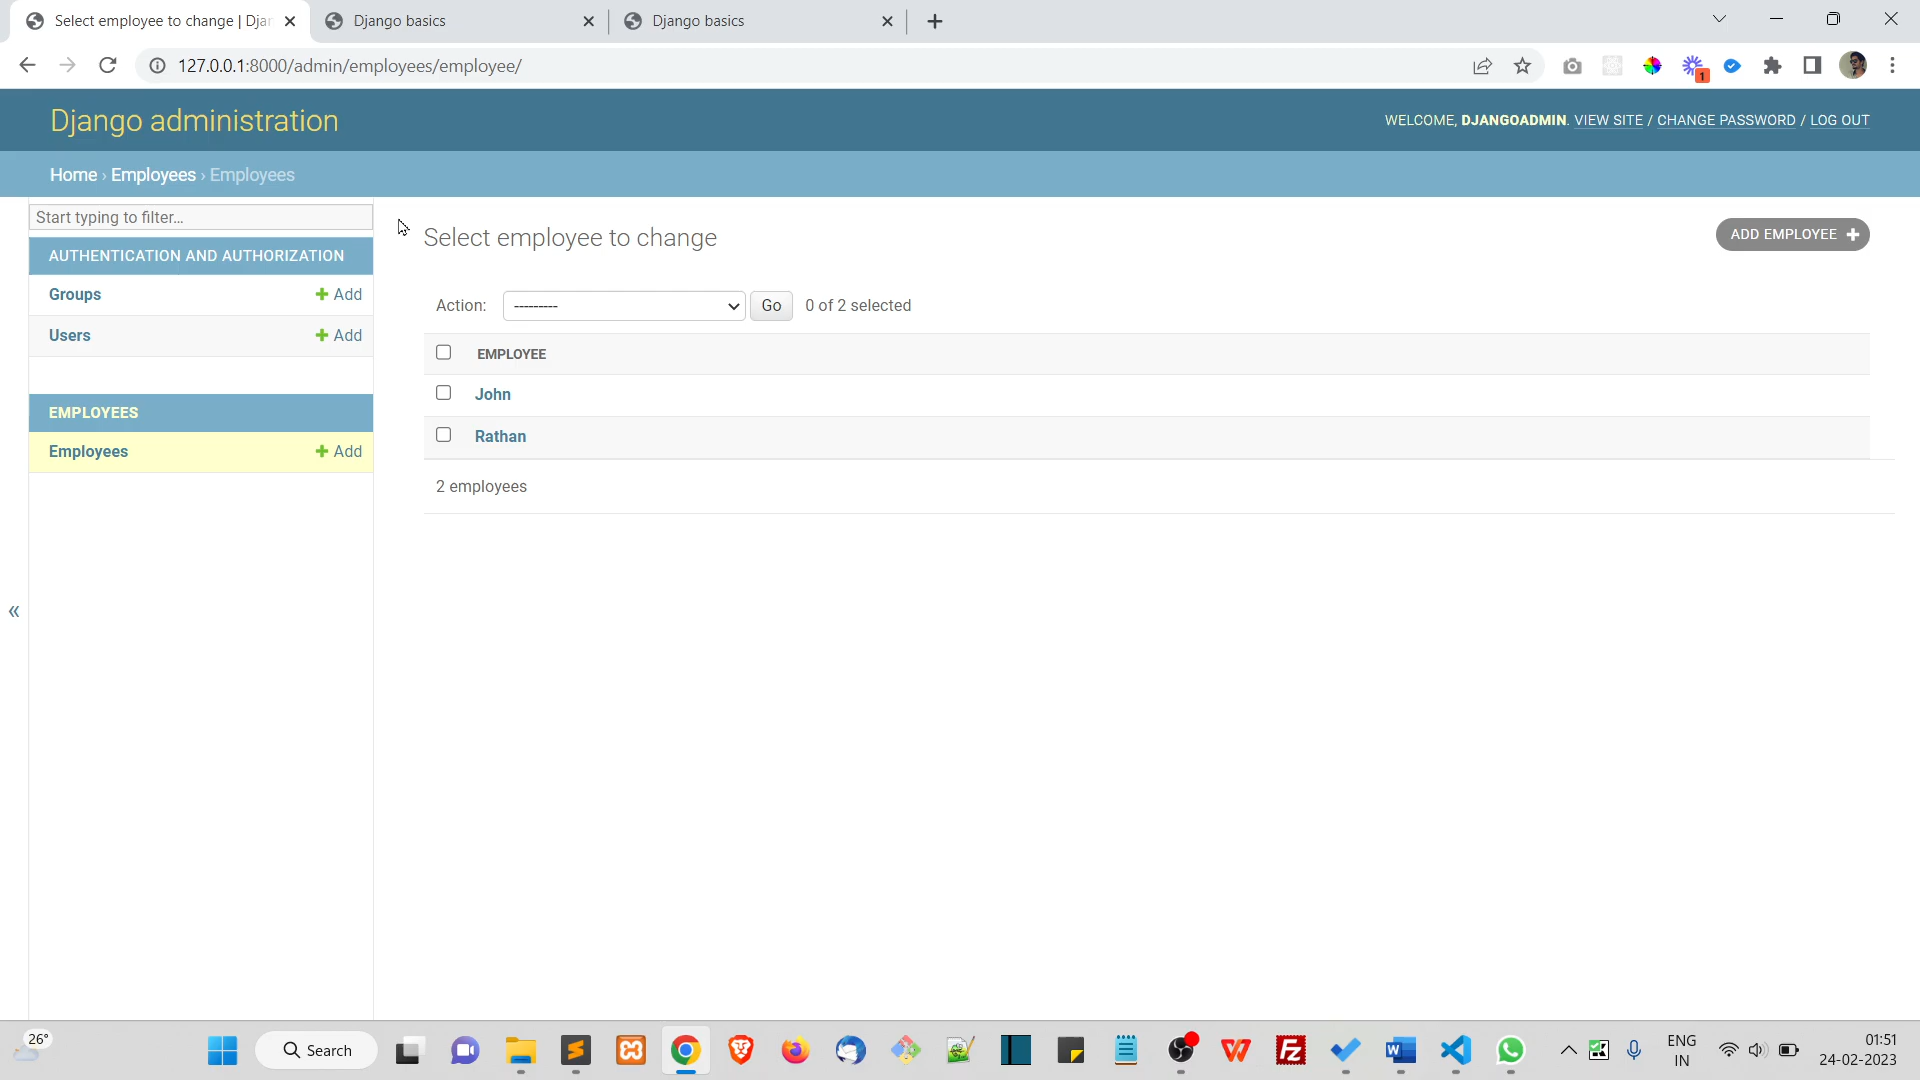 Select employee to change | Djan
Django basics
Django basics
127.0.0.1:8000/admin/employees/employee/
1
Django administration
WELCOME, DJANGOADMIN. VIEW SITE / CHANGE PASSWORD / LOG OUT
Home › Employees › Employees
Start typing to filter...
AUTHENTICATION AND AUTHORIZATION
Groups
Add
Users
Add
EMPLOYEES
Employees
Add
«
Select employee to change
ADD EMPLOYEE
Action: --------- Go 0 of 2 selected
EMPLOYEE
John
Rathan
2 employees
26°
Search
ENG
IN
01:51
24-02-2023